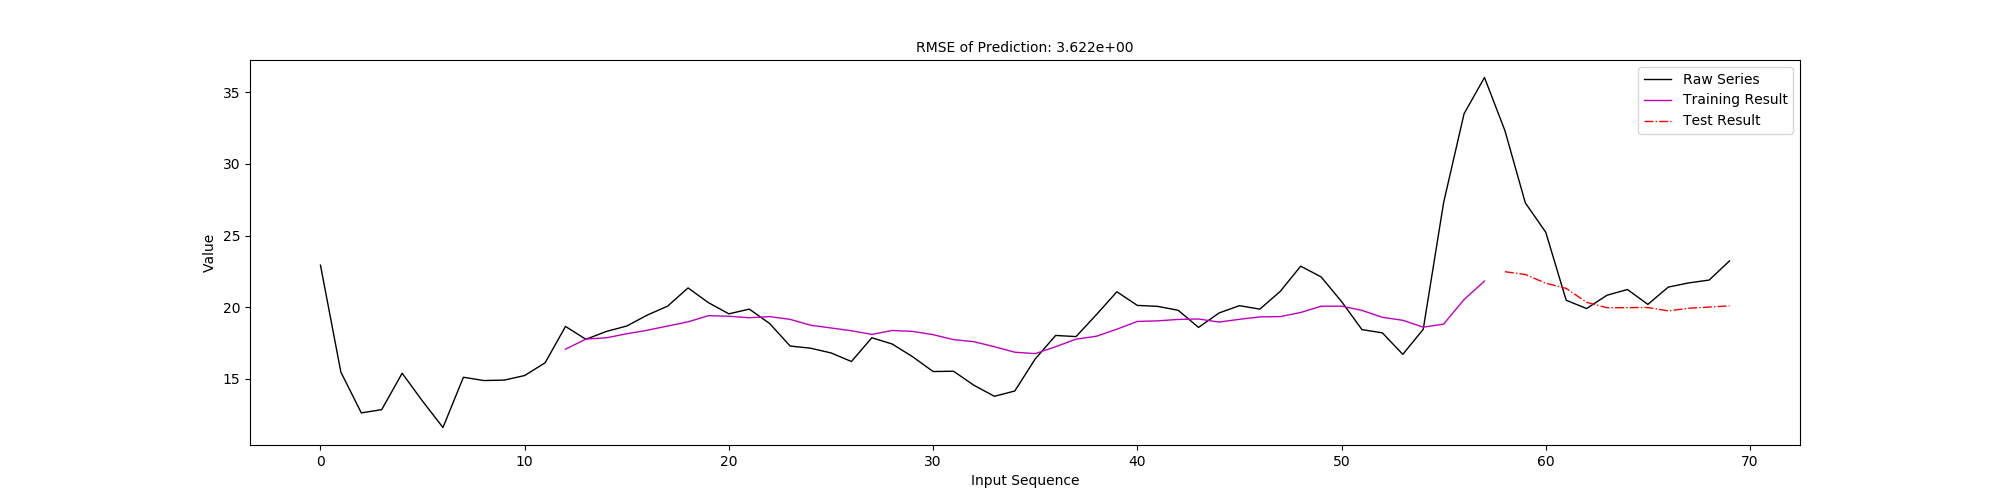 RMSE of Prediction: 3.622e+00
Raw Series
Training Result
Test Result
Value
35
30
25
20
15
0 10 20 30 40 50 60 70
Input Sequence